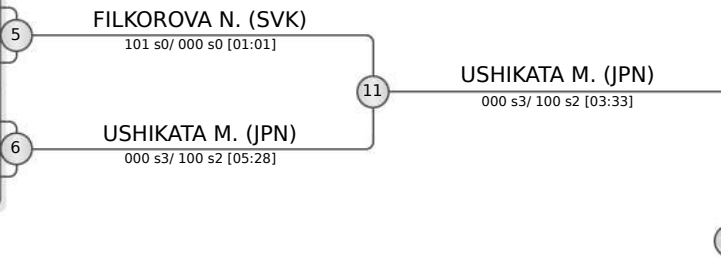 5
FILKOROVA N. (SVK)
101 s0/ 000 s0 [01:01]
11
USHIKATA M. (JPN)
000 s3/ 100 s2 [03:33]
6
USHIKATA M. (JPN)
000 s3/ 100 s2 [05:28]